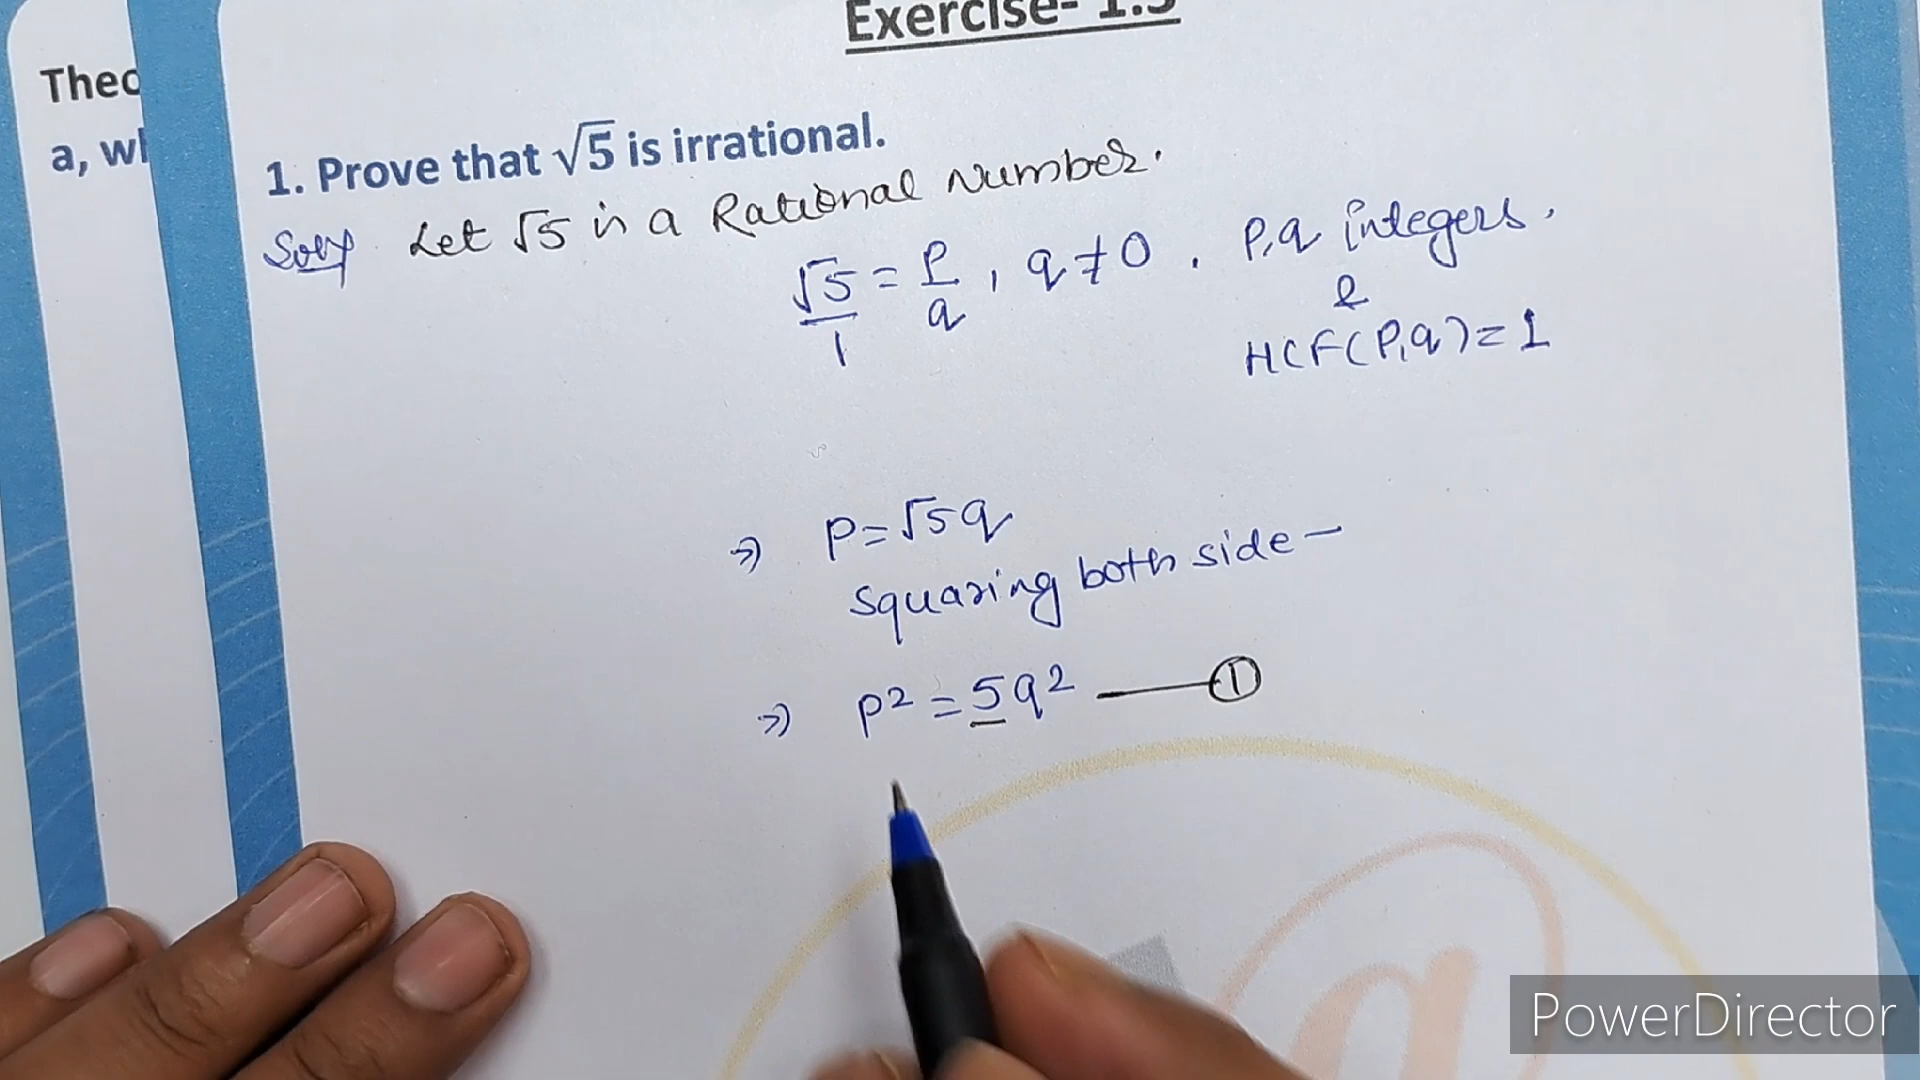 Exercise- 1.3
Theo
a, wh
1. Prove that √5 is irrational.
Soln Let √5 is a Rational Number.
√5/1 = P/q, q ≠ 0, P,q integers.
&
HCF(P,q) = 1
⇒ P = √5q
Squaring both side –
⇒ P² = 5q² —— ①
PowerDirector